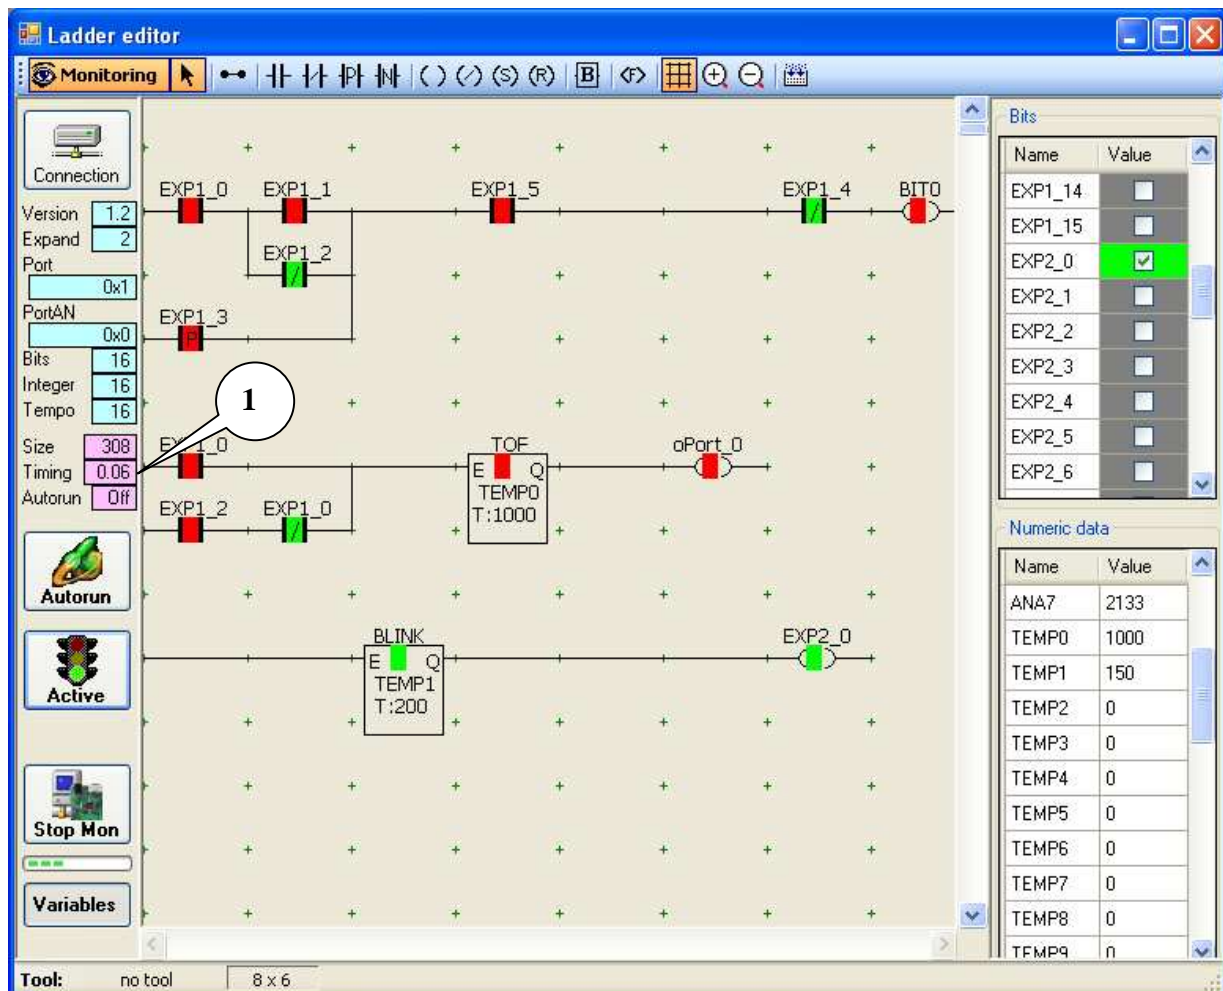 Ladder editor
Monitoring P N ( ) (/) (S) (R) B <F>
Connection
Version 1.2
Expand 2
Port
0x1
PortAN
0x0
Bits 16
Integer 16
Tempo 16
Size 308
Timing 0.06
Autorun Off
Autorun
Active
Stop Mon
Variables
EXP1_0 EXP1_1 EXP1_5 EXP1_4 BIT0
EXP1_2
EXP1_3
P
1
EXP1_0 TOF oPort_0
E Q
TEMP0
T:1000
EXP1_2 EXP1_0
BLINK EXP2_0
E Q
TEMP1
T:200
Bits
Name Value
EXP1_14
EXP1_15
EXP2_0
EXP2_1
EXP2_2
EXP2_3
EXP2_4
EXP2_5
EXP2_6
Numeric data
Name Value
ANA7 2133
TEMP0 1000
TEMP1 150
TEMP2 0
TEMP3 0
TEMP4 0
TEMP5 0
TEMP6 0
TEMP7 0
TEMP8 0
TEMP9 0
Tool: no tool 8 x 6